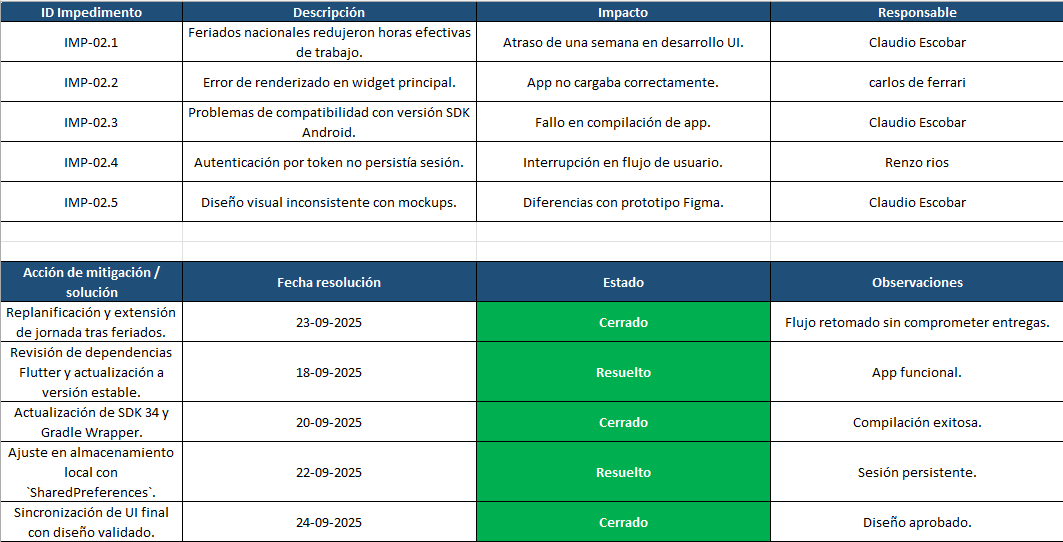 ID Impedimento Descripción Impacto Responsable
IMP-02.1 Feriados nacionales redujeron horas efectivas de trabajo. Atraso de una semana en desarrollo UI. Claudio Escobar
IMP-02.2 Error de renderizado en widget principal. App no cargaba correctamente. carlos de ferrari
IMP-02.3 Problemas de compatibilidad con versión SDK Android. Fallo en compilación de app. Claudio Escobar
IMP-02.4 Autenticación por token no persistía sesión. Interrupción en flujo de usuario. Renzo rios
IMP-02.5 Diseño visual inconsistente con mockups. Diferencias con prototipo Figma. Claudio Escobar
Acción de mitigación / solución Fecha resolución Estado Observaciones
Replanificación y extensión de jornada tras feriados. 23-09-2025 Cerrado Flujo retomado sin comprometer entregas.
Revisión de dependencias Flutter y actualización a versión estable. 18-09-2025 Resuelto App funcional.
Actualización de SDK 34 y Gradle Wrapper. 20-09-2025 Cerrado Compilación exitosa.
Ajuste en almacenamiento local con `SharedPreferences`. 22-09-2025 Resuelto Sesión persistente.
Sincronización de UI final con diseño validado. 24-09-2025 Cerrado Diseño aprobado.